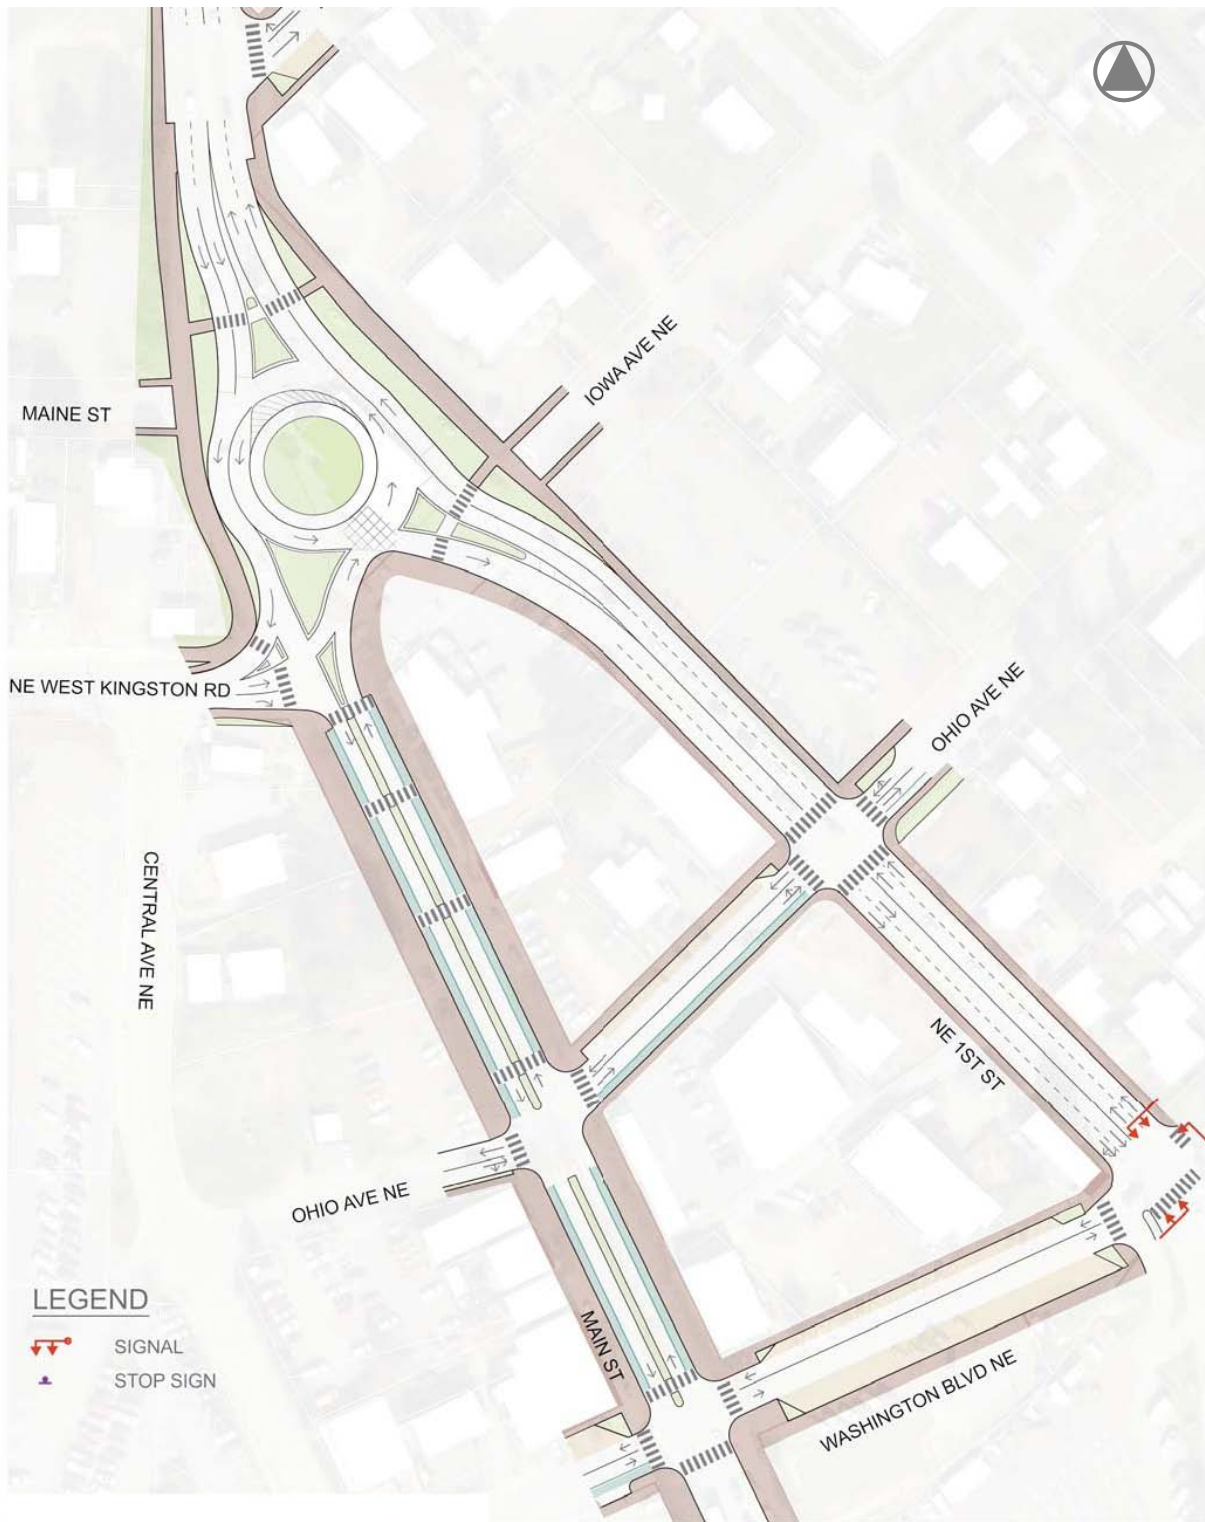 IOWA AVE NE
MAINE ST
OHIO AVE NE
NE WEST KINGSTON RD
CENTRAL AVE NE
NE 1ST ST
OHIO AVE NE
LEGEND
SIGNAL
STOP SIGN
MAIN ST
WASHINGTON BLVD NE